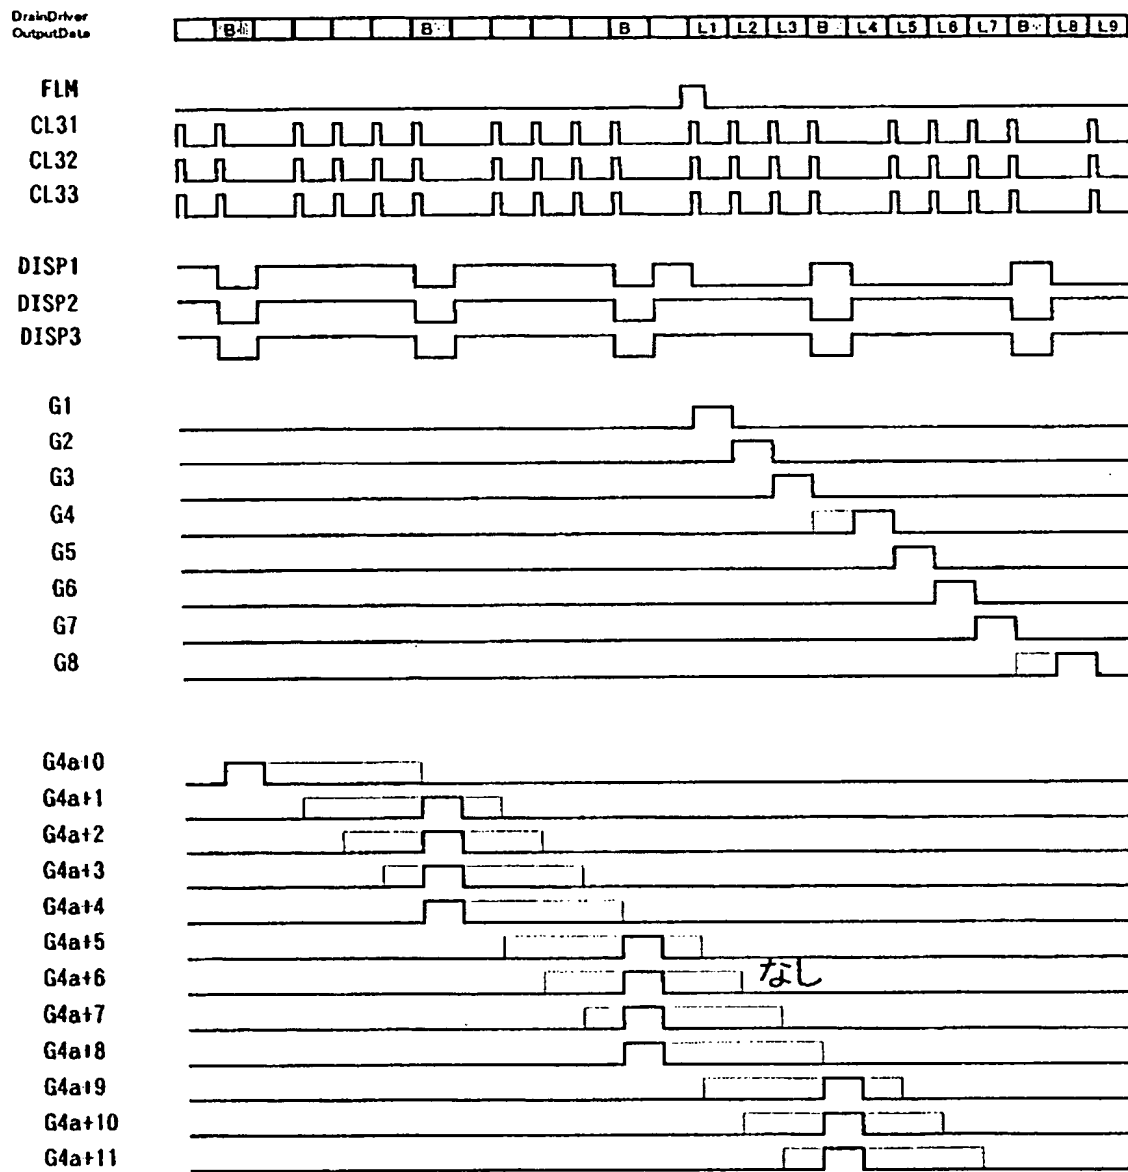 DrainDriver
OutputData
B B B L1 L2 L3 B L4 L5 L6 L7 B L8 L9
FLM
CL31
CL32
CL33
DISP1
DISP2
DISP3
G1
G2
G3
G4
G5
G6
G7
G8
G4a+0
G4a+1
G4a+2
G4a+3
G4a+4
G4a+5
G4a+6 なし
G4a+7
G4a+8
G4a+9
G4a+10
G4a+11